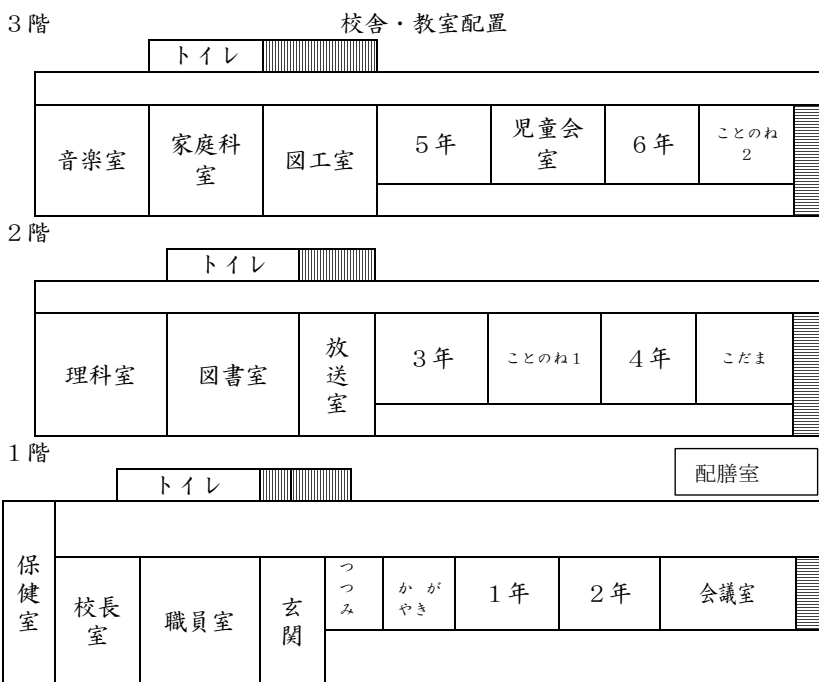 3階
校舎・教室配置
トイレ
音楽室
家庭科
室
図工室
5年
児童会
室
6年
ことのね
2
2階
トイレ
理科室
図書室
放
送
室
3年
ことのね1
4年
こだま
1階
配膳室
トイレ
保
健
室
校長
室
職員室
玄
関
つ
つ
み
かが
やき
1年
2年
会議室